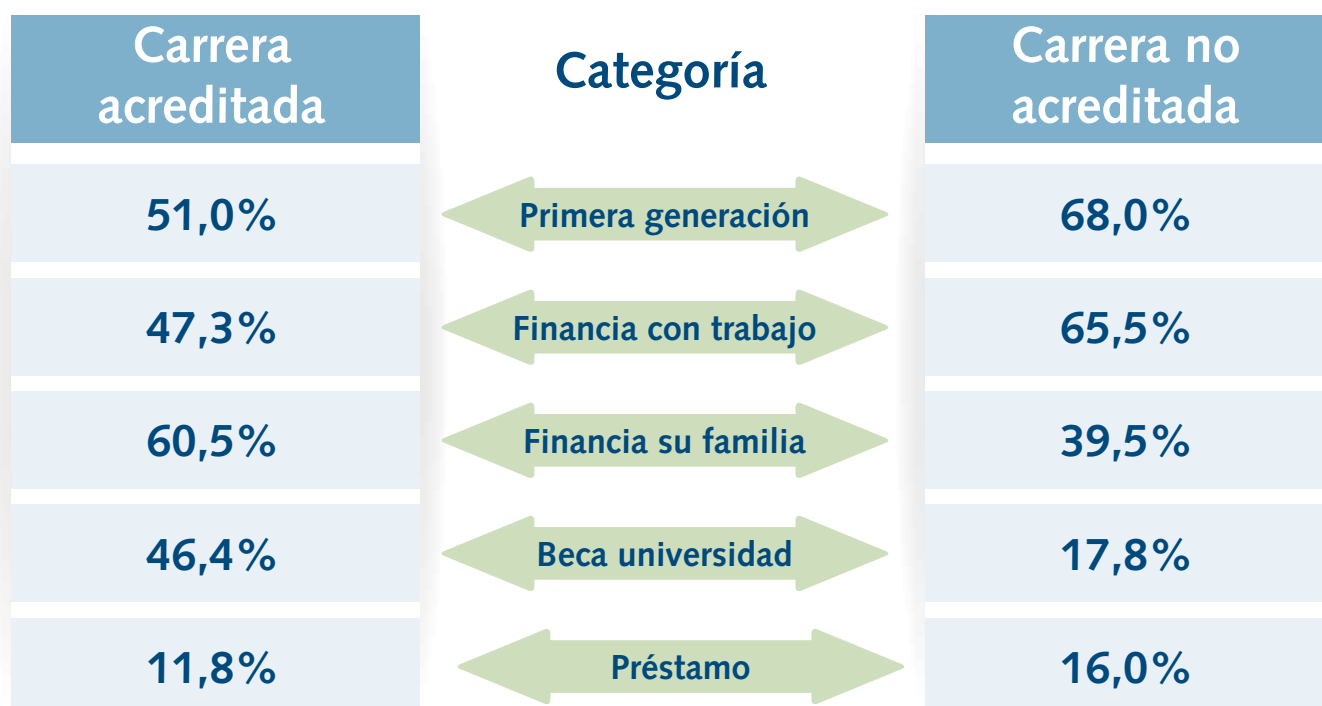 Carrera
acreditada
Categoría
Carrera no
acreditada
51,0%
Primera generación
68,0%
47,3%
Financia con trabajo
65,5%
60,5%
Financia su familia
39,5%
46,4%
Beca universidad
17,8%
11,8%
Préstamo
16,0%